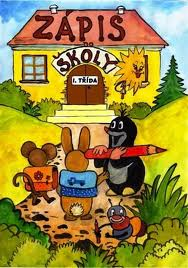 ZÁPIS
ŠKOLY
I. TŘÍDA